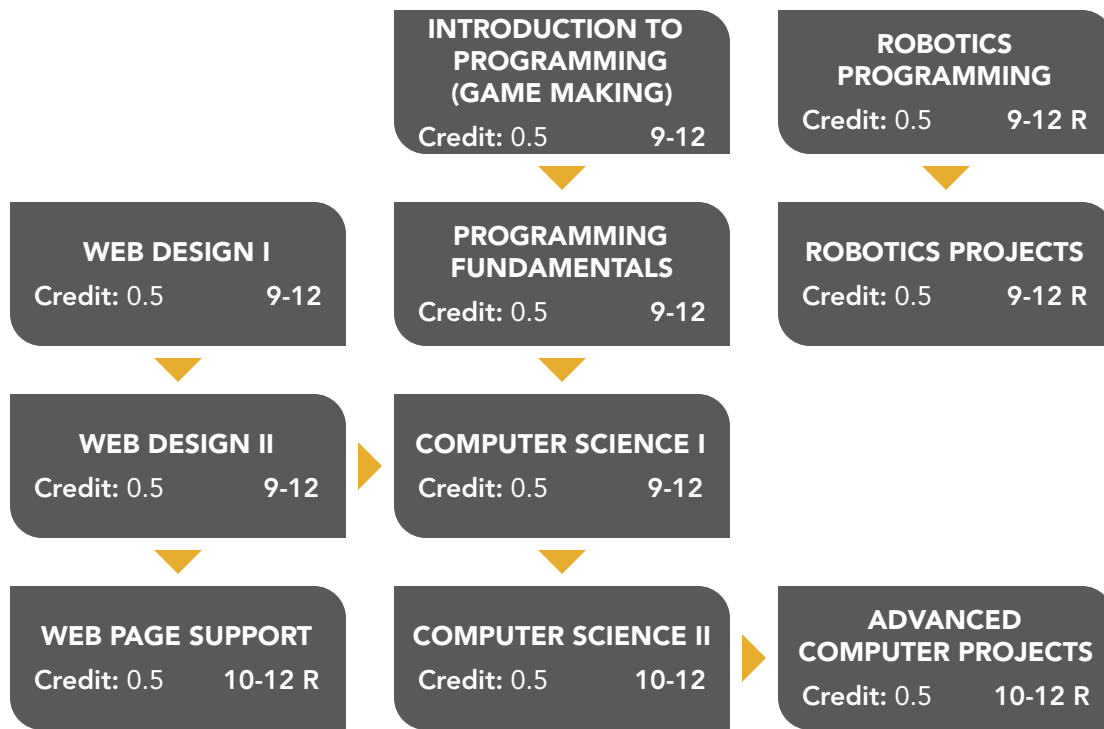 INTRODUCTION TO
PROGRAMMING
(GAME MAKING)
Credit: 0.5 9-12
ROBOTICS
PROGRAMMING
Credit: 0.5 9-12 R
WEB DESIGN I
Credit: 0.5 9-12
PROGRAMMING
FUNDAMENTALS
Credit: 0.5 9-12
ROBOTICS PROJECTS
Credit: 0.5 9-12 R
WEB DESIGN II
Credit: 0.5 9-12
COMPUTER SCIENCE I
Credit: 0.5 9-12
WEB PAGE SUPPORT
Credit: 0.5 10-12 R
COMPUTER SCIENCE II
Credit: 0.5 10-12
ADVANCED
COMPUTER PROJECTS
Credit: 0.5 10-12 R